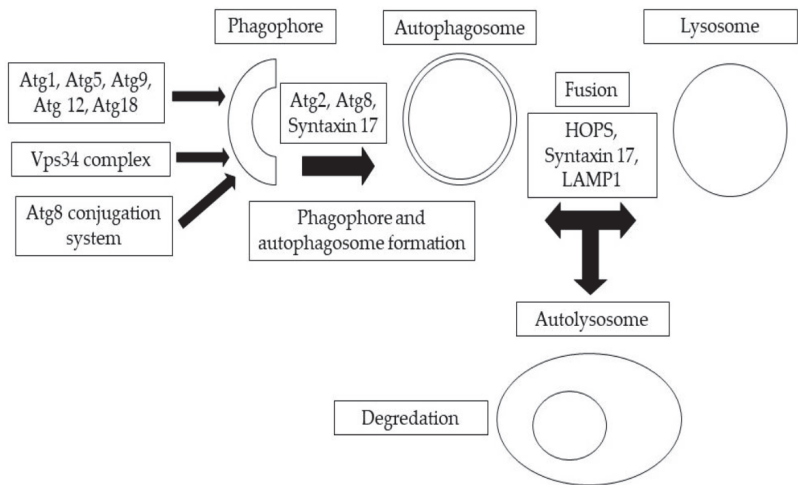 Phagophore
Autophagosome
Lysosome
Atg1, Atg5, Atg9,
Atg 12, Atg18
Vps34 complex
Atg8 conjugation
system
Atg2, Atg8,
Syntaxin 17
Phagophore and
autophagosome formation
Fusion
HOPS,
Syntaxin 17,
LAMP1
Autolysosome
Degredation